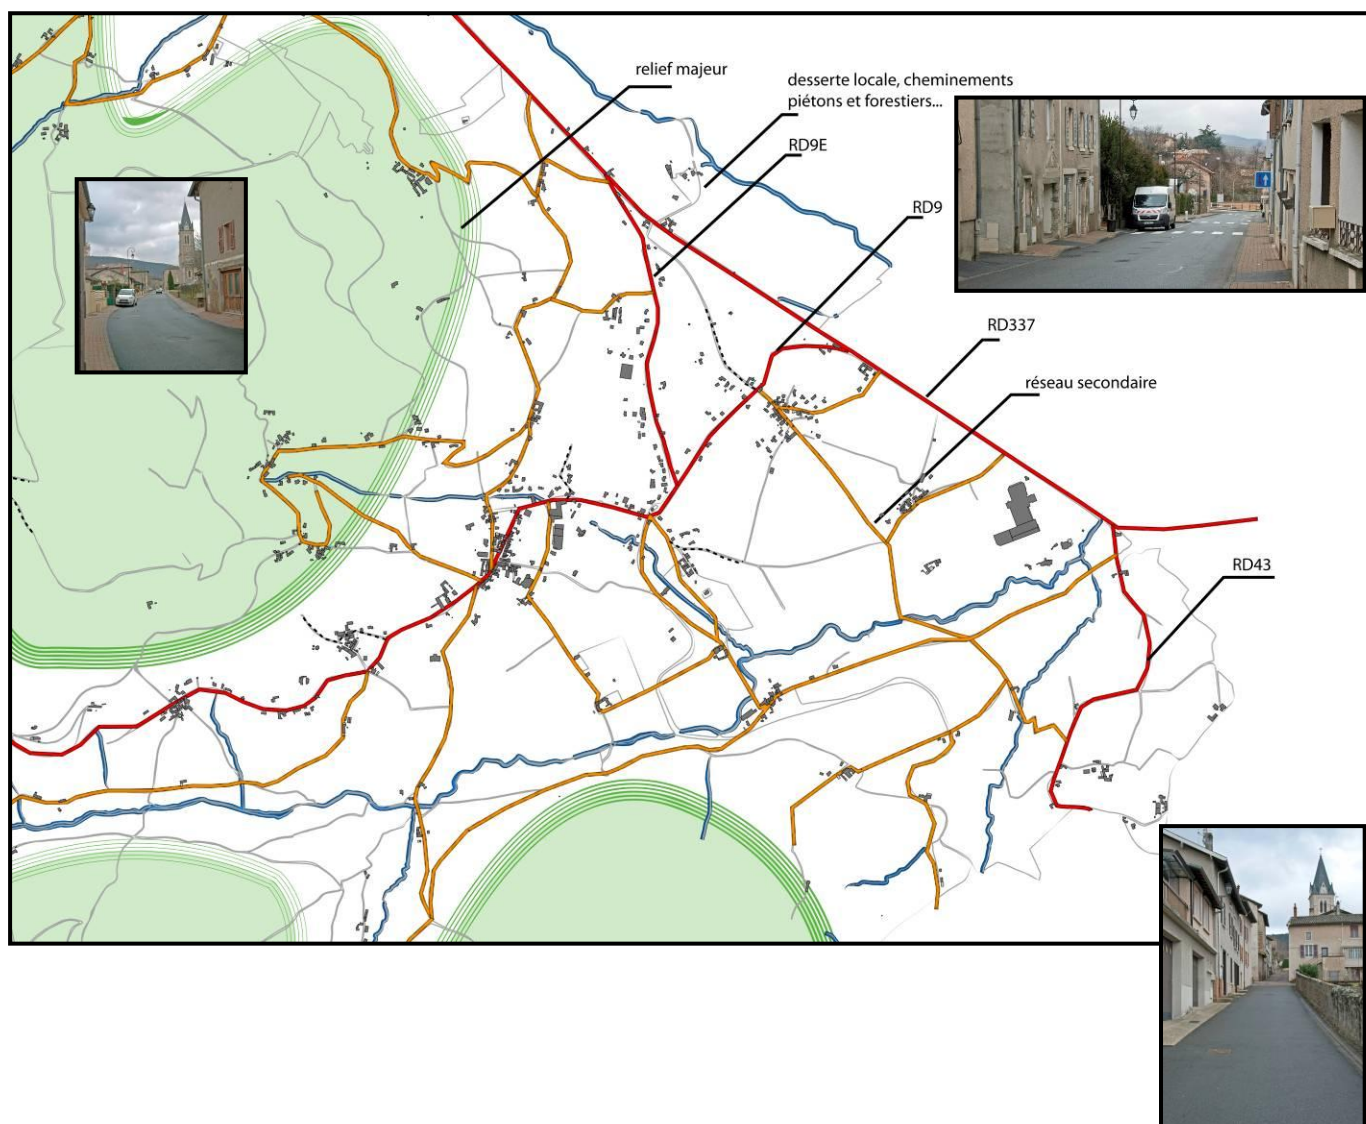 relief majeur
desserte locale, cheminements
piétons et forestiers...
RD9E
RD9
RD337
réseau secondaire
RD43